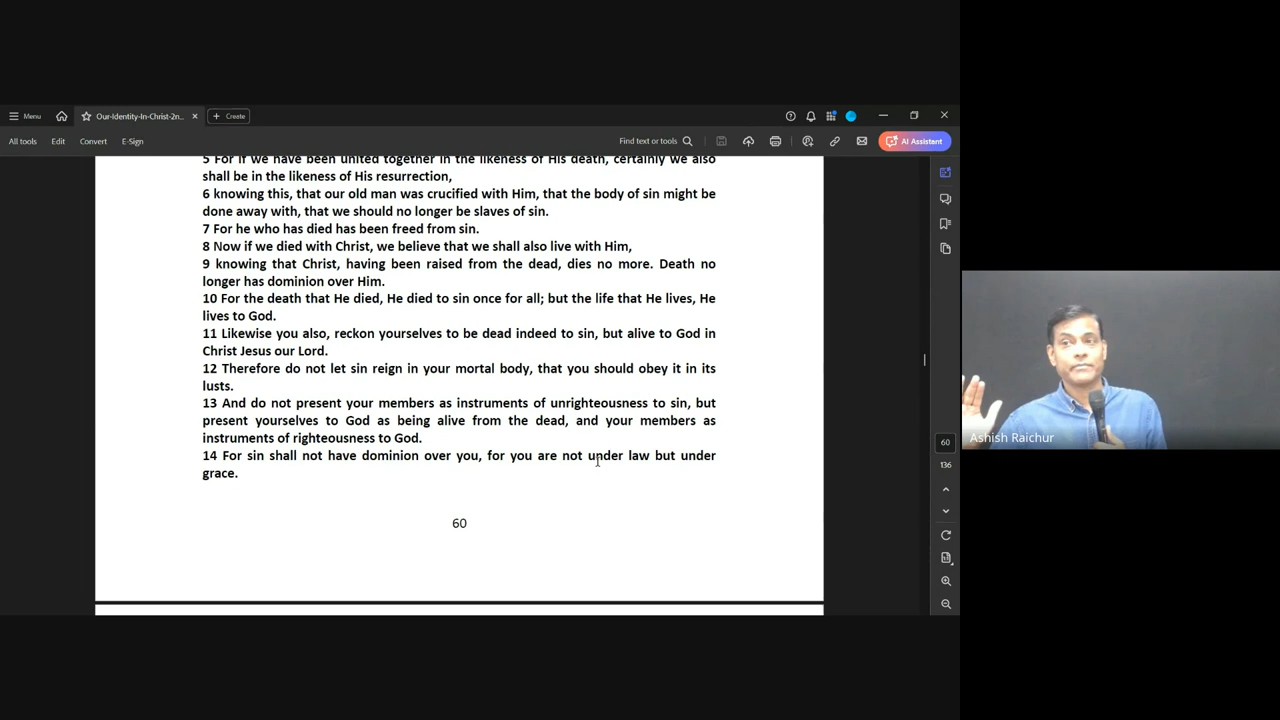 Menu
Our-Identity-In-Christ-2n...
Create
All tools
Edit
Convert
E-Sign
Find text or tools
AI Assistant
5 For if we have been united together in the likeness of His death, certainly we also
shall be in the likeness of His resurrection,
6 knowing this, that our old man was crucified with Him, that the body of sin might be
done away with, that we should no longer be slaves of sin.
7 For he who has died has been freed from sin.
8 Now if we died with Christ, we believe that we shall also live with Him,
9 knowing that Christ, having been raised from the dead, dies no more. Death no
longer has dominion over Him.
10 For the death that He died, He died to sin once for all; but the life that He lives, He
lives to God.
11 Likewise you also, reckon yourselves to be dead indeed to sin, but alive to God in
Christ Jesus our Lord.
12 Therefore do not let sin reign in your mortal body, that you should obey it in its
lusts.
13 And do not present your members as instruments of unrighteousness to sin, but
present yourselves to God as being alive from the dead, and your members as
instruments of righteousness to God.
14 For sin shall not have dominion over you, for you are not under law but under
grace.
60
60
136
Ashish Raichur